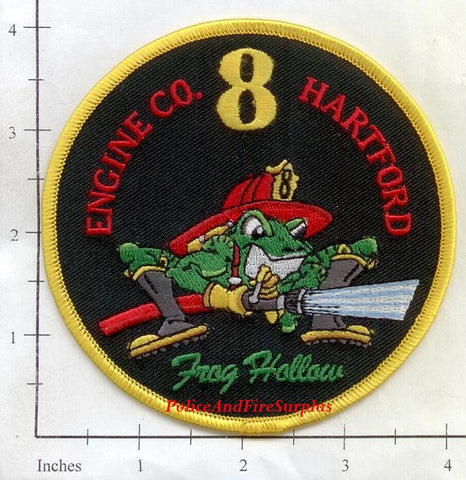 4
ENGINE CO. 8 HARTFORD
8
3
2
1
Frog Hollow
PoliceAndFireSurplus
Inches 1 2 3 4